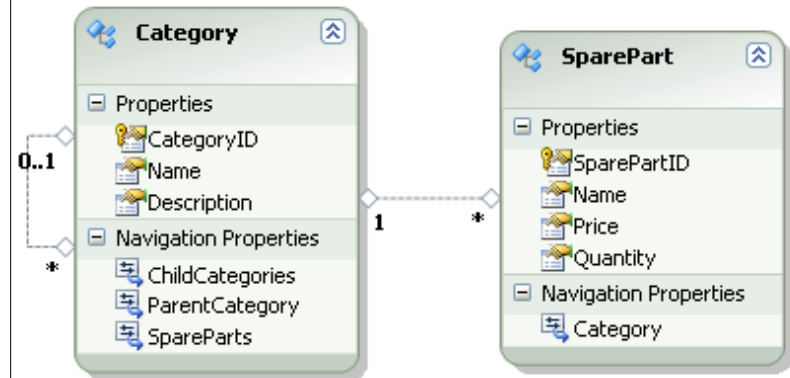 Category
Properties
CategoryID
Name
Description
Navigation Properties
ChildCategories
ParentCategory
SpareParts
0..1
*
1
*
SparePart
Properties
SparePartID
Name
Price
Quantity
Navigation Properties
Category